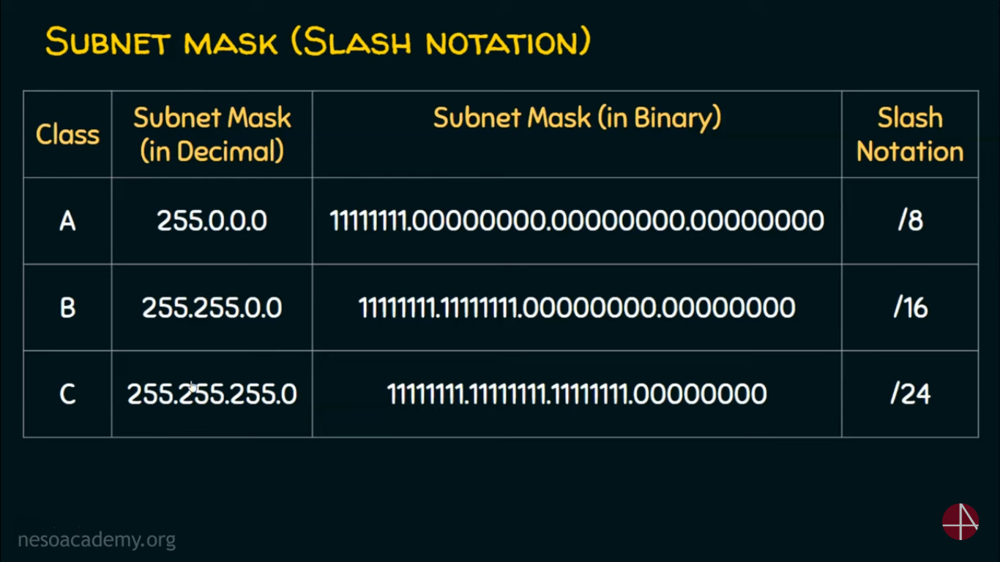 SUBNET MASK (SLASH NOTATION)
Class
Subnet Mask
(in Decimal)
Subnet Mask (in Binary)
Slash
Notation
A
255.0.0.0
11111111.00000000.00000000.00000000
/8
B
255.255.0.0
11111111.11111111.00000000.00000000
/16
C
255.255.255.0
11111111.11111111.11111111.00000000
/24
nesoacademy.org